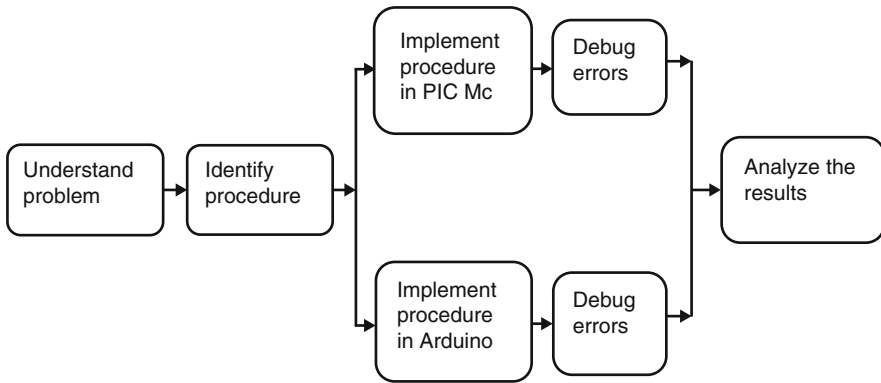 Understand
problem
Identify
procedure
Implement
procedure
in PIC Mc
Debug
errors
Implement
procedure
in Arduino
Debug
errors
Analyze the
results